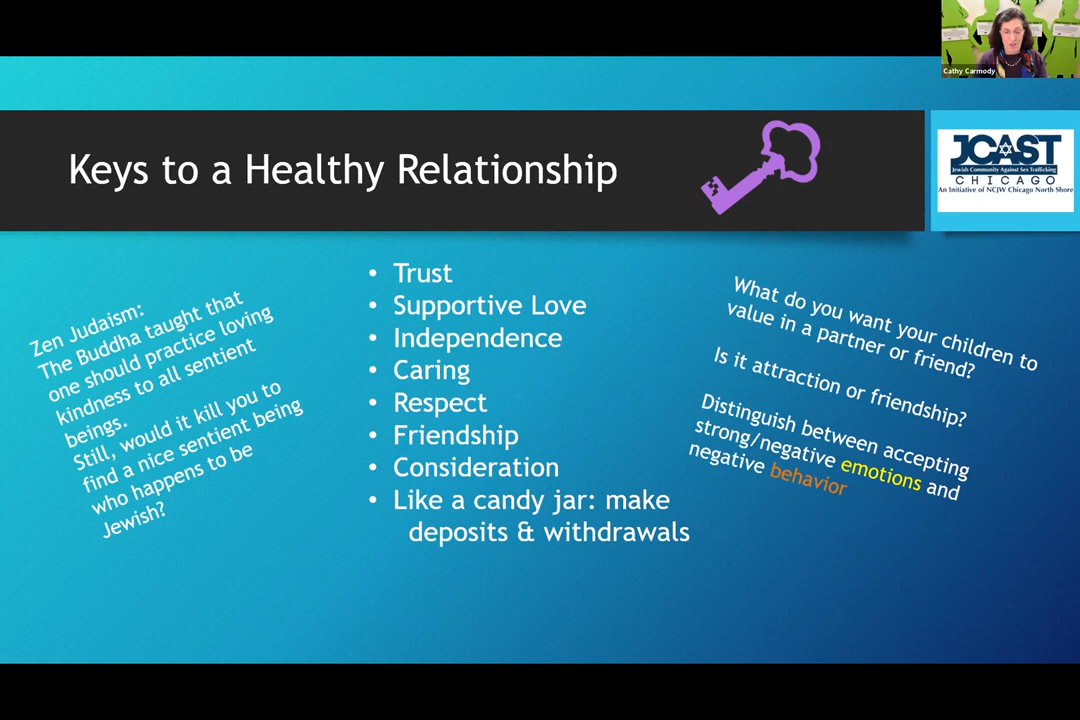 Cathy Carmody
Keys to a Healthy Relationship
JCAST
Jewish Community Against Sex Trafficking
CHICAGO
An Initiative of NCJW Chicago North Shore
Zen Judaism:
The Buddha taught that
one should practice loving
kindness to all sentient
beings.
Still, would it kill you to
find a nice sentient being
who happens to be
Jewish?
• Trust
• Supportive Love
• Independence
• Caring
• Respect
• Friendship
• Consideration
• Like a candy jar: make
deposits & withdrawals
What do you want your children to
value in a partner or friend?
Is it attraction or friendship?
Distinguish between accepting
strong/negative emotions and
negative behavior